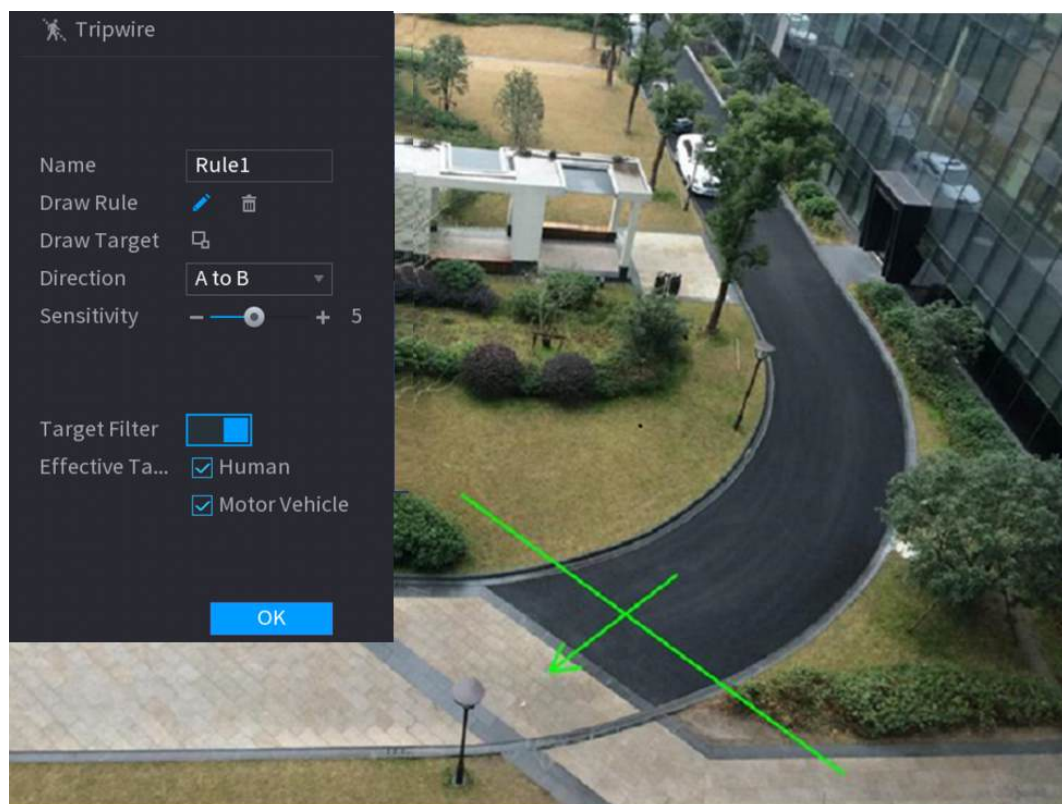 Tripwire
Name Rule1
Draw Rule
Draw Target
Direction A to B
Sensitivity 5
Target Filter
Effective Ta... Human
Motor Vehicle
OK